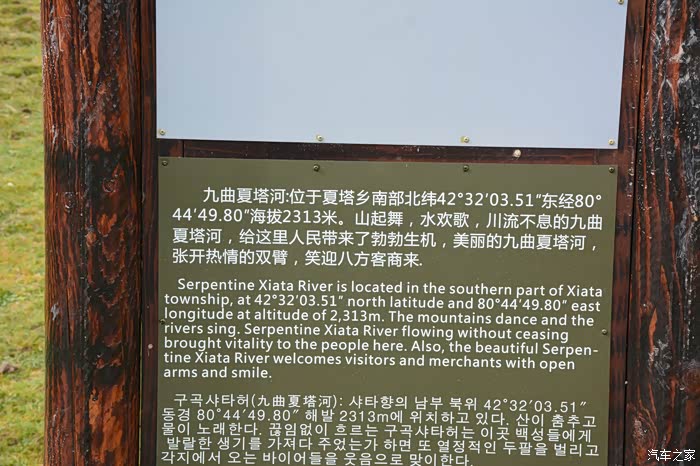 九曲夏塔河:位于夏塔乡南部北纬42°32′03.51″东经80°
44′49.80″海拔2313米。山起舞，水欢歌，川流不息的九曲
夏塔河，给这里人民带来了勃勃生机，美丽的九曲夏塔河，
张开热情的双臂，笑迎八方客商来.
Serpentine Xiata River is located in the southern part of Xiata
township, at 42°32′03.51″ north latitude and 80°44′49.80″ east
longitude at altitude of 2,313m. The mountains dance and the
rivers sing. Serpentine Xiata River flowing without ceasing
brought vitality to the people here. Also, the beautiful Serpen-
tine Xiata River welcomes visitors and merchants with open
arms and smile.
구곡샤타허(九曲夏塔河): 샤타향의 남부 북위 42°32′03.51″
동경 80°44′49.80″ 해발 2313m에 위치하고 있다. 산이 춤추고
물이 노래한다. 끊임없이 흐르는 구곡샤타허는 이곳 백성들에게
발랄한 생기를 가져다 주었는가 하면 또 열정적인 두팔을 벌리고
각지에서 오는 바이어들을 웃음으로 맞이한다.
汽车之家